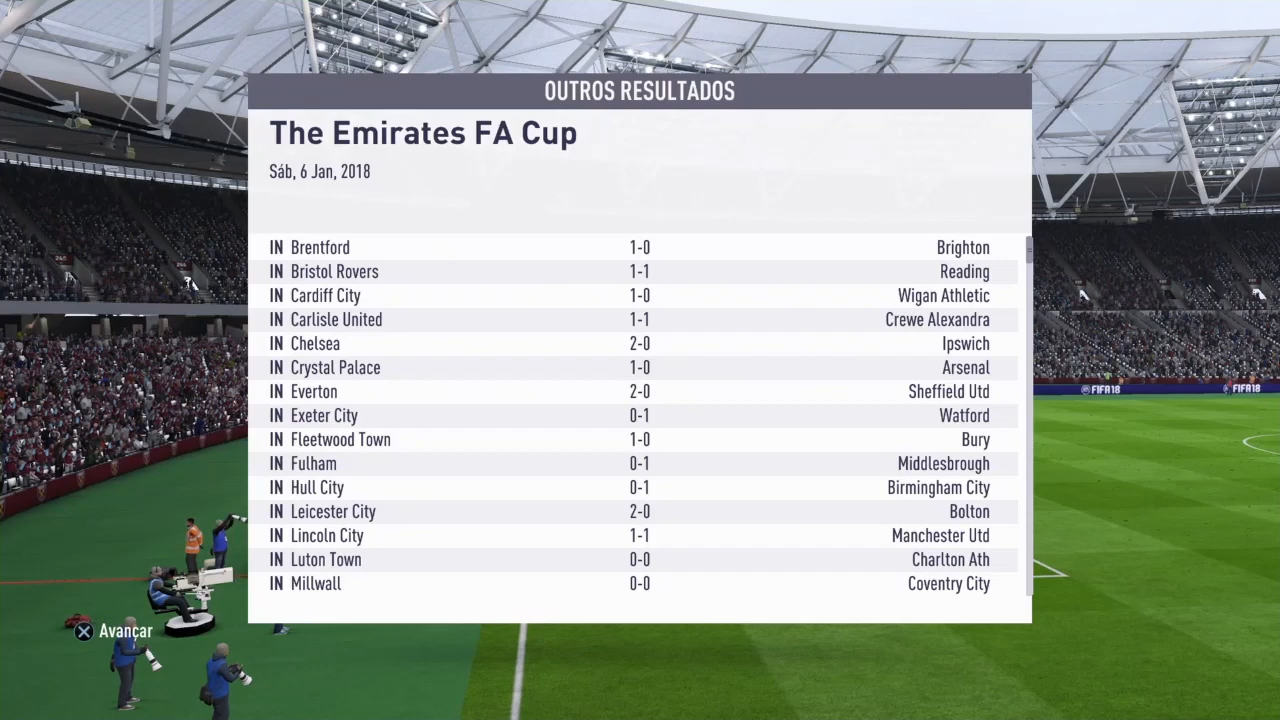 OUTROS RESULTADOS
The Emirates FA Cup
Sáb, 6 Jan, 2018
IN Brentford 1-0 Brighton
IN Bristol Rovers 1-1 Reading
IN Cardiff City 1-0 Wigan Athletic
IN Carlisle United 1-1 Crewe Alexandra
IN Chelsea 2-0 Ipswich
IN Crystal Palace 1-0 Arsenal
IN Everton 2-0 Sheffield Utd
IN Exeter City 0-1 Watford
IN Fleetwood Town 1-0 Bury
IN Fulham 0-1 Middlesbrough
IN Hull City 0-1 Birmingham City
IN Leicester City 2-0 Bolton
IN Lincoln City 1-1 Manchester Utd
IN Luton Town 0-0 Charlton Ath
IN Millwall 0-0 Coventry City
Avançar
FIFA18
FIFA18